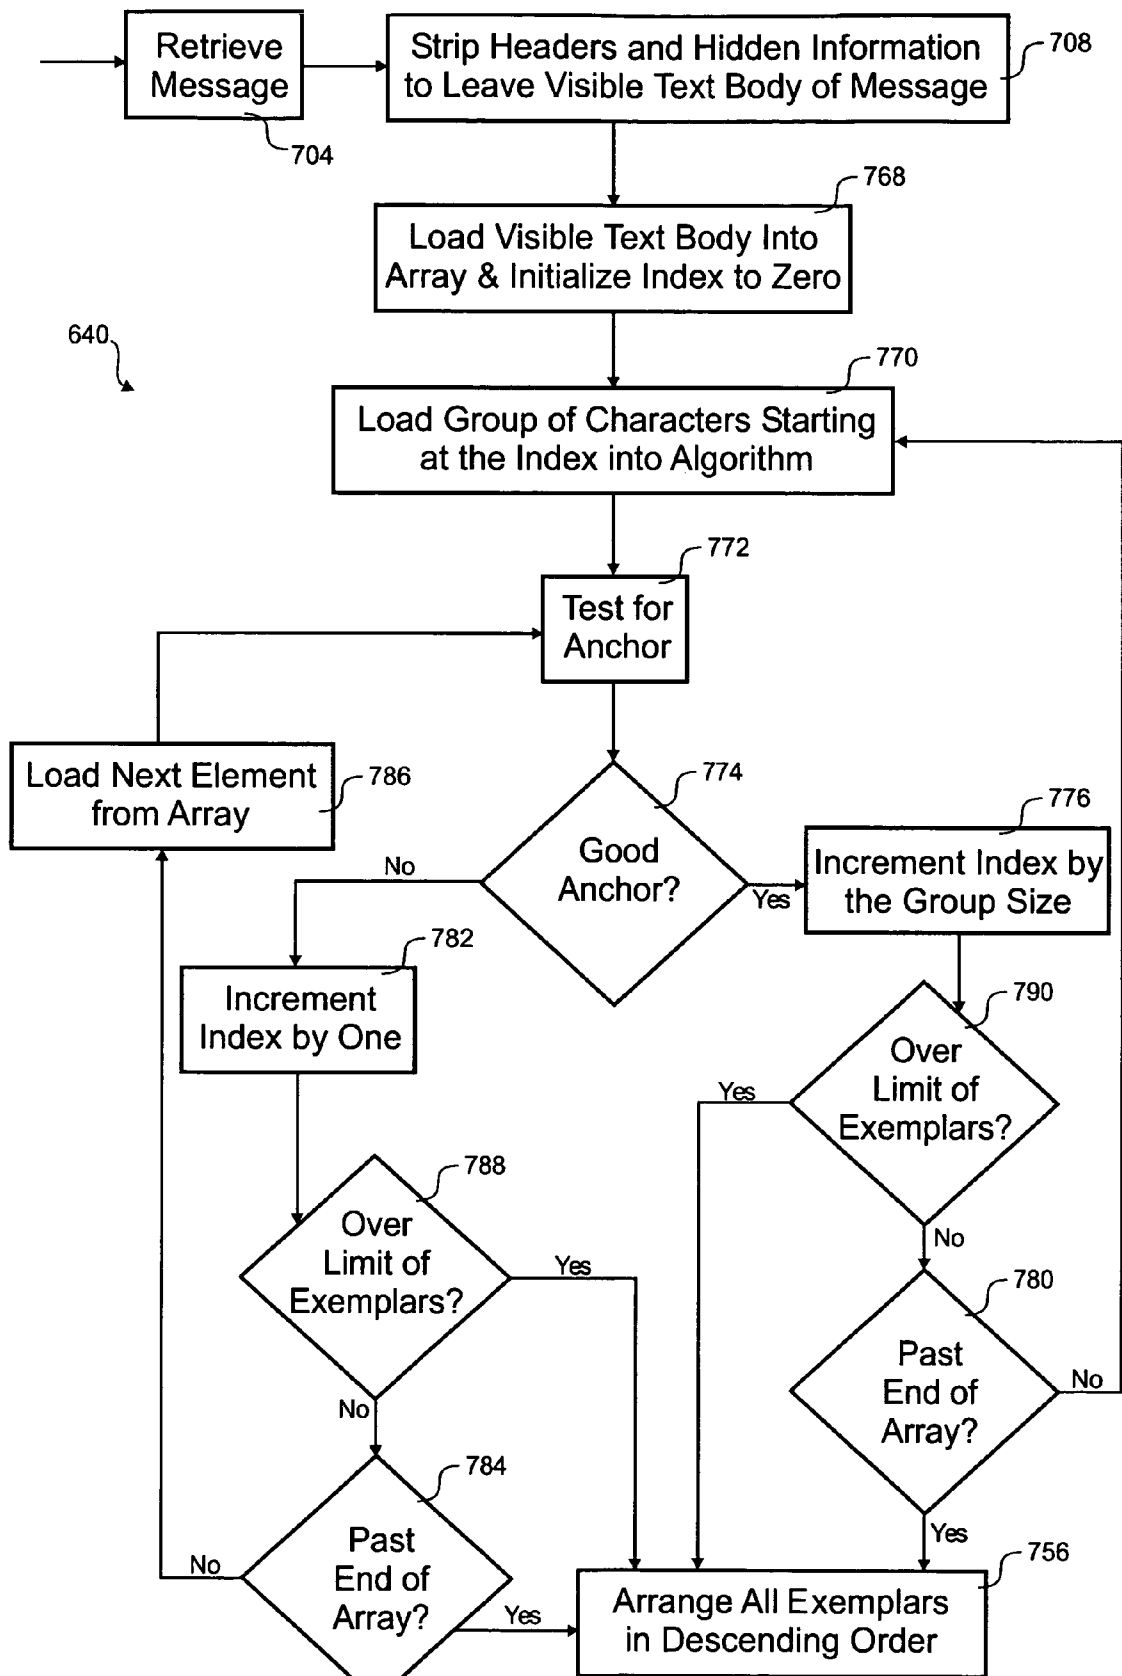 Retrieve
Message
704
Strip Headers and Hidden Information
to Leave Visible Text Body of Message
708
768
Load Visible Text Body Into
Array & Initialize Index to Zero
640
770
Load Group of Characters Starting
at the Index into Algorithm
772
Test for
Anchor
Load Next Element
from Array
786
774
Good
Anchor?
No
Yes
776
Increment Index by
the Group Size
782
Increment
Index by One
790
Over
Limit of
Exemplars?
Yes
No
788
Over
Limit of
Exemplars?
Yes
No
780
Past
End of
Array?
No
Yes
784
Past
End of
Array?
No
Yes
756
Arrange All Exemplars
in Descending Order